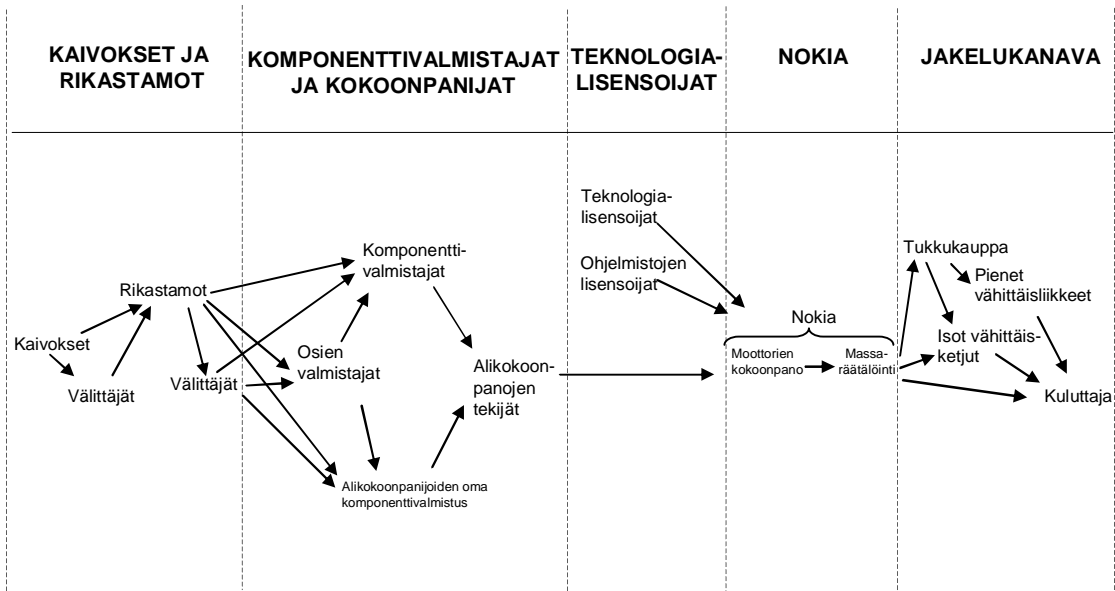 KAIVOKSET JA
RIKASTAMOT
KOMPONENTTIVALMISTAJAT
JA KOKOONPANIJAT
TEKNOLOGIA-
LISENSOIJAT
NOKIA
JAKELUKANAVA
Kaivokset
Välittäjät
Rikastamot
Välittäjät
Komponentti-
valmistajat
Osien
valmistajat
Alikokoonpanijoiden oma
komponenttivalmistus
Alikokoon-
panojen
tekijät
Teknologia-
lisensoijat
Ohjelmistojen
lisensoijat
Nokia
Moottorien
kokoonpano
Massa-
räätälöinti
Tukkukauppa
Pienet
vähittäisliikkeet
Isot vähittäis-
ketjut
Kuluttaja